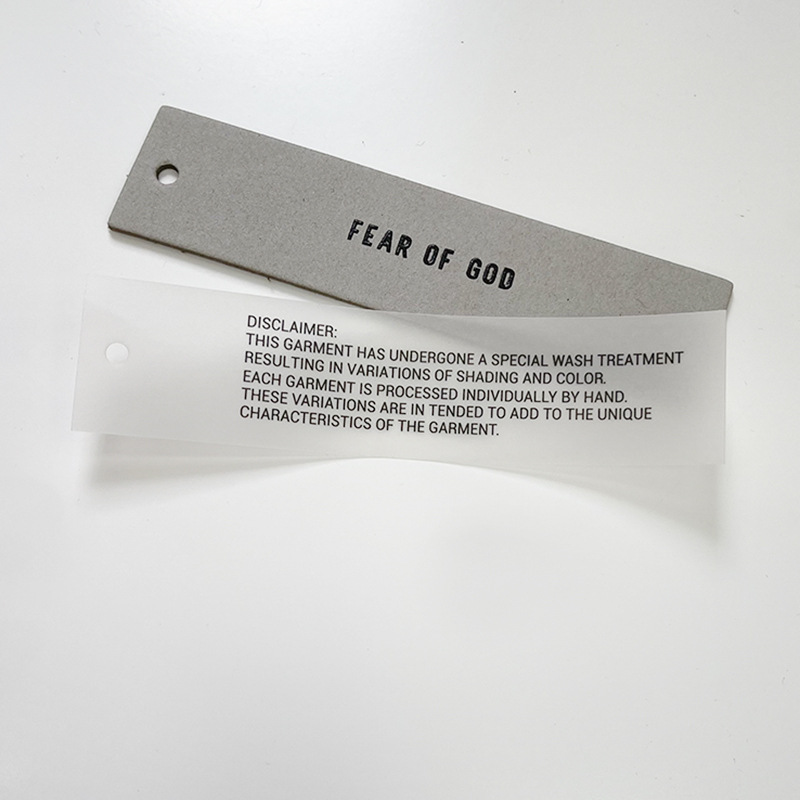 FEAR OF GOD
DISCLAIMER:
THIS GARMENT HAS UNDERGONE A SPECIAL WASH TREATMENT
RESULTING IN VARIATIONS OF SHADING AND COLOR.
EACH GARMENT IS PROCESSED INDIVIDUALLY BY HAND.
THESE VARIATIONS ARE IN TENDED TO ADD TO THE UNIQUE
CHARACTERISTICS OF THE GARMENT.